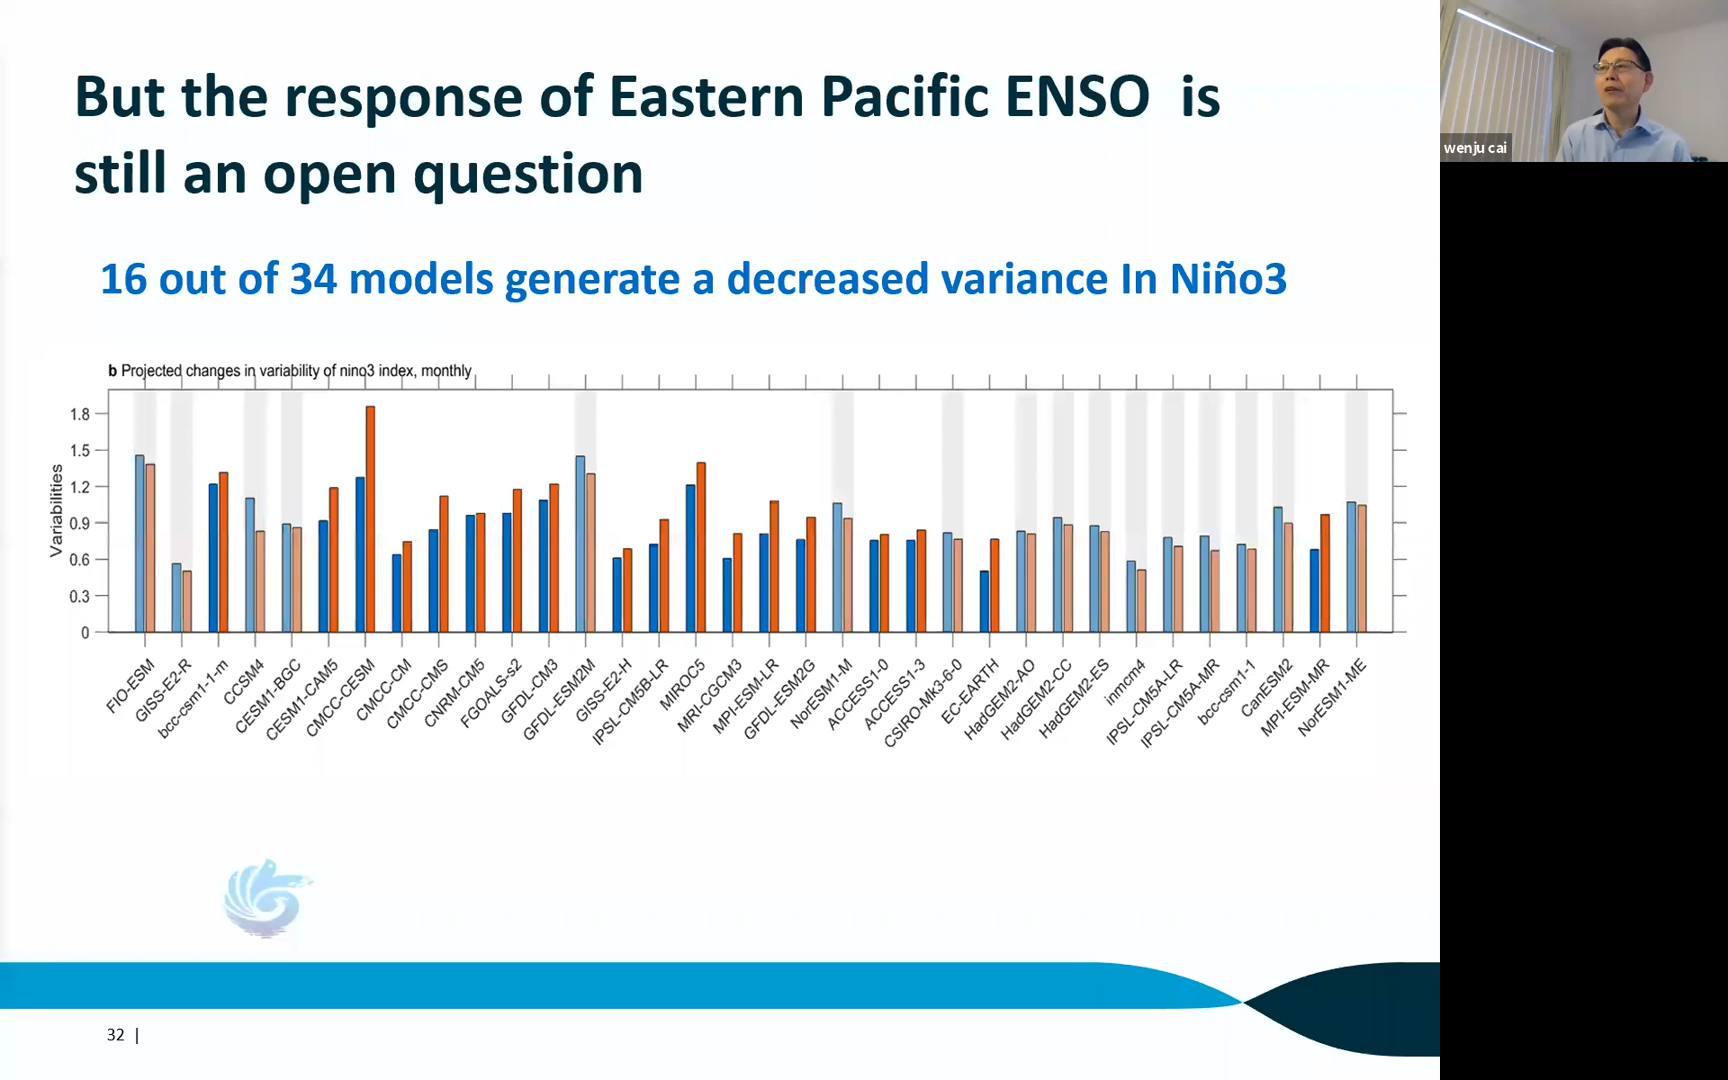 But the response of Eastern Pacific ENSO is
still an open question
wenju cai
16 out of 34 models generate a decreased variance In Niño3
b Projected changes in variability of nino3 index, monthly
Variabilities
1.8
1.5
1.2
0.9
0.6
0.3
0
FIO-ESM
GISS-E2-R
bcc-csm1-1-m
CCSM4
CESM1-BGC
CESM1-CAM5
CMCC-CESM
CMCC-CM
CMCC-CMS
CNRM-CM5
FGOALS-s2
GFDL-CM3
GFDL-ESM2M
GISS-E2-H
IPSL-CM5B-LR
MIROC5
MRI-CGCM3
MPI-ESM-LR
GFDL-ESM2G
NorESM1-M
ACCESS1-0
ACCESS1-3
CSIRO-Mk3-6-0
EC-EARTH
HadGEM2-AO
HadGEM2-CC
HadGEM2-ES
inmcm4
IPSL-CM5A-LR
IPSL-CM5A-MR
bcc-csm1-1
CanESM2
MPI-ESM-MR
NorESM1-ME
32 |